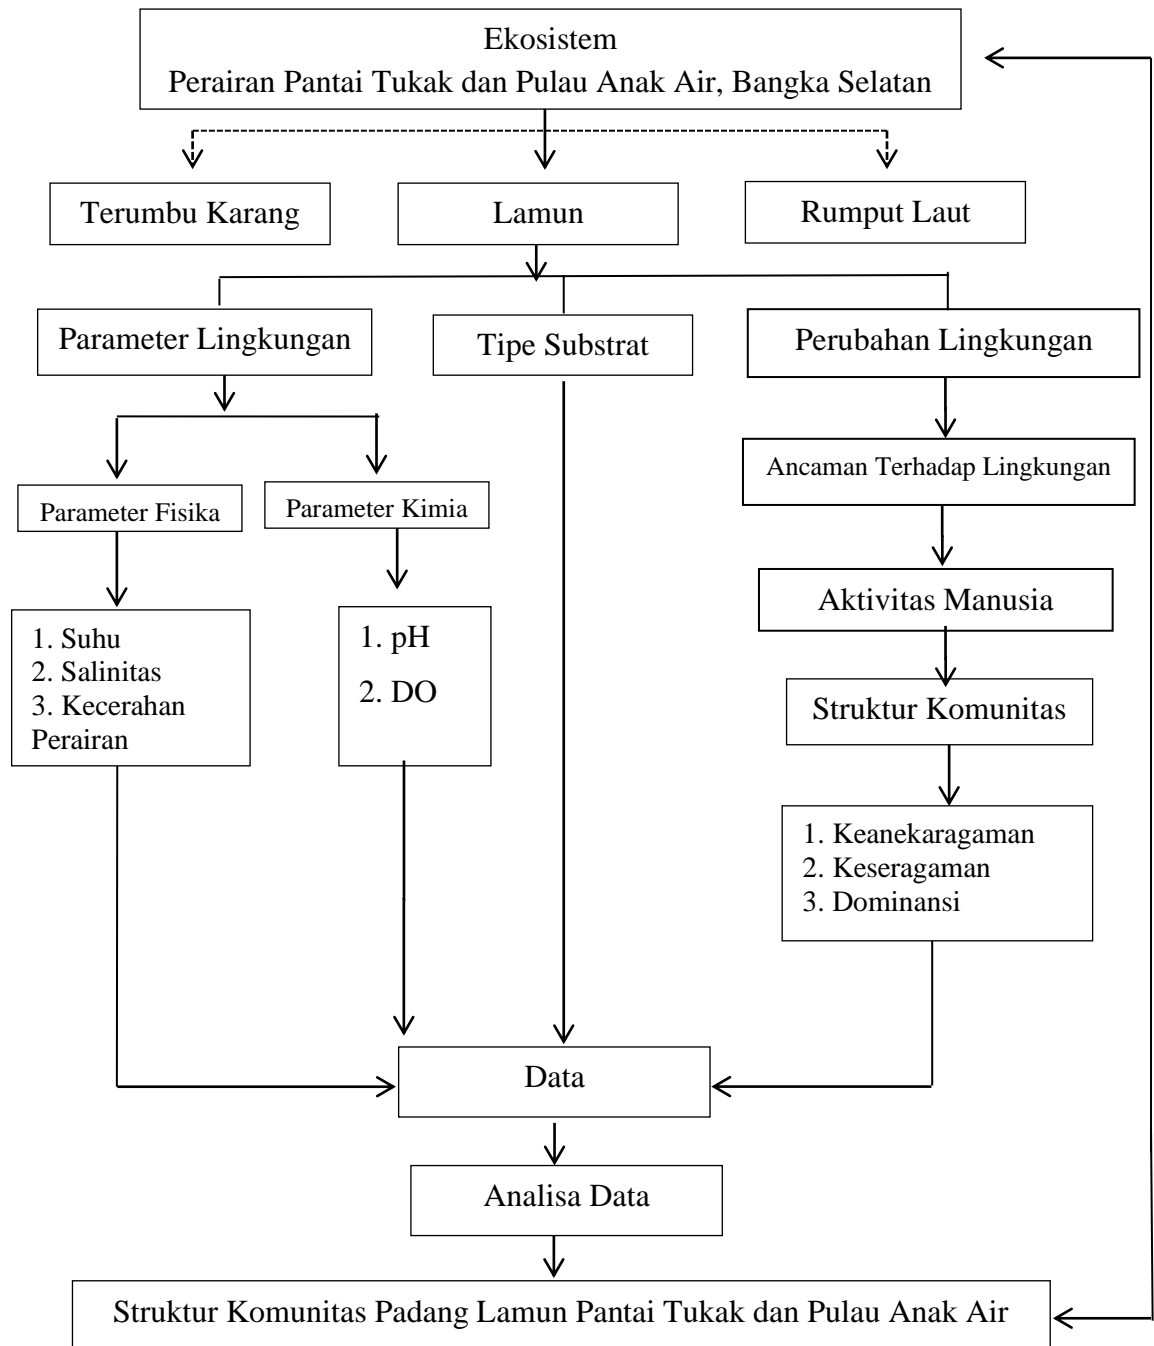 Ekosistem
Perairan Pantai Tukak dan Pulau Anak Air, Bangka Selatan
Terumbu Karang
Lamun
Rumput Laut
Parameter Lingkungan
Tipe Substrat
Perubahan Lingkungan
Ancaman Terhadap Lingkungan
Parameter Fisika
Parameter Kimia
Aktivitas Manusia
1. Suhu
2. Salinitas
3. Kecerahan
Perairan
1. pH
2. DO
Struktur Komunitas
1. Keanekaragaman
2. Keseragaman
3. Dominansi
Data
Analisa Data
Struktur Komunitas Padang Lamun Pantai Tukak dan Pulau Anak Air